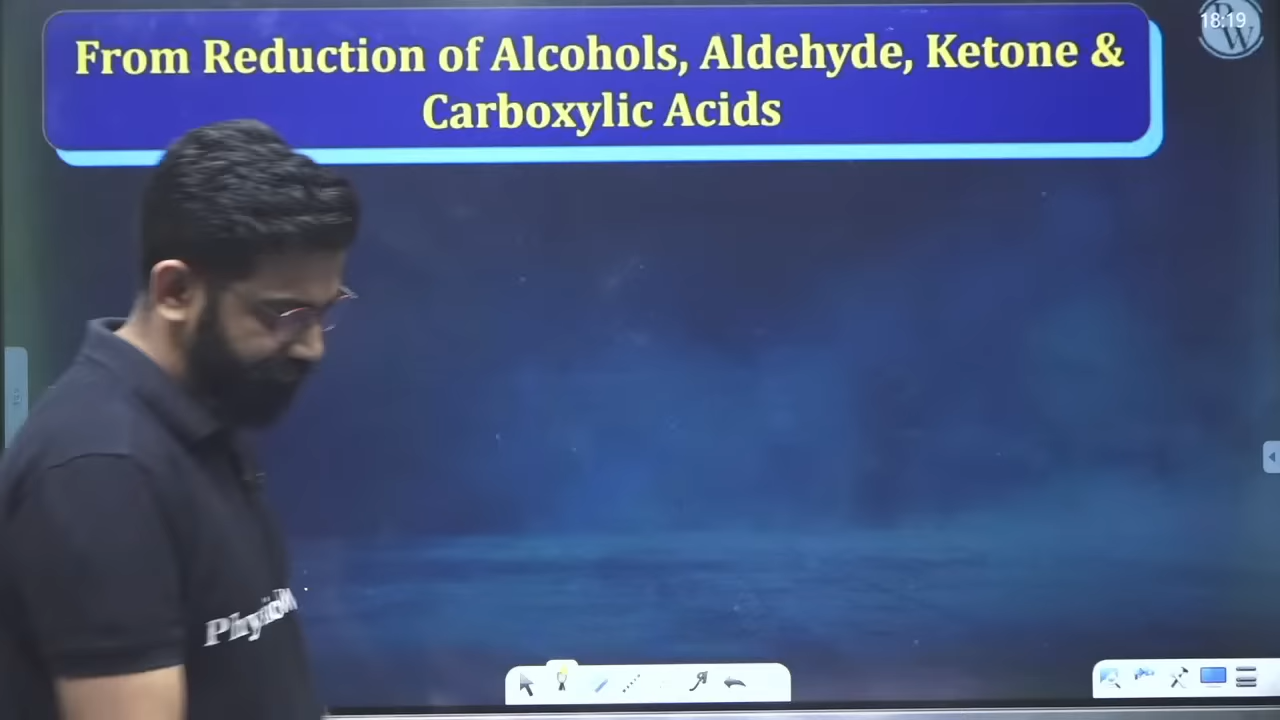 From Reduction of Alcohols, Aldehyde, Ketone &
Carboxylic Acids
18:19
PW